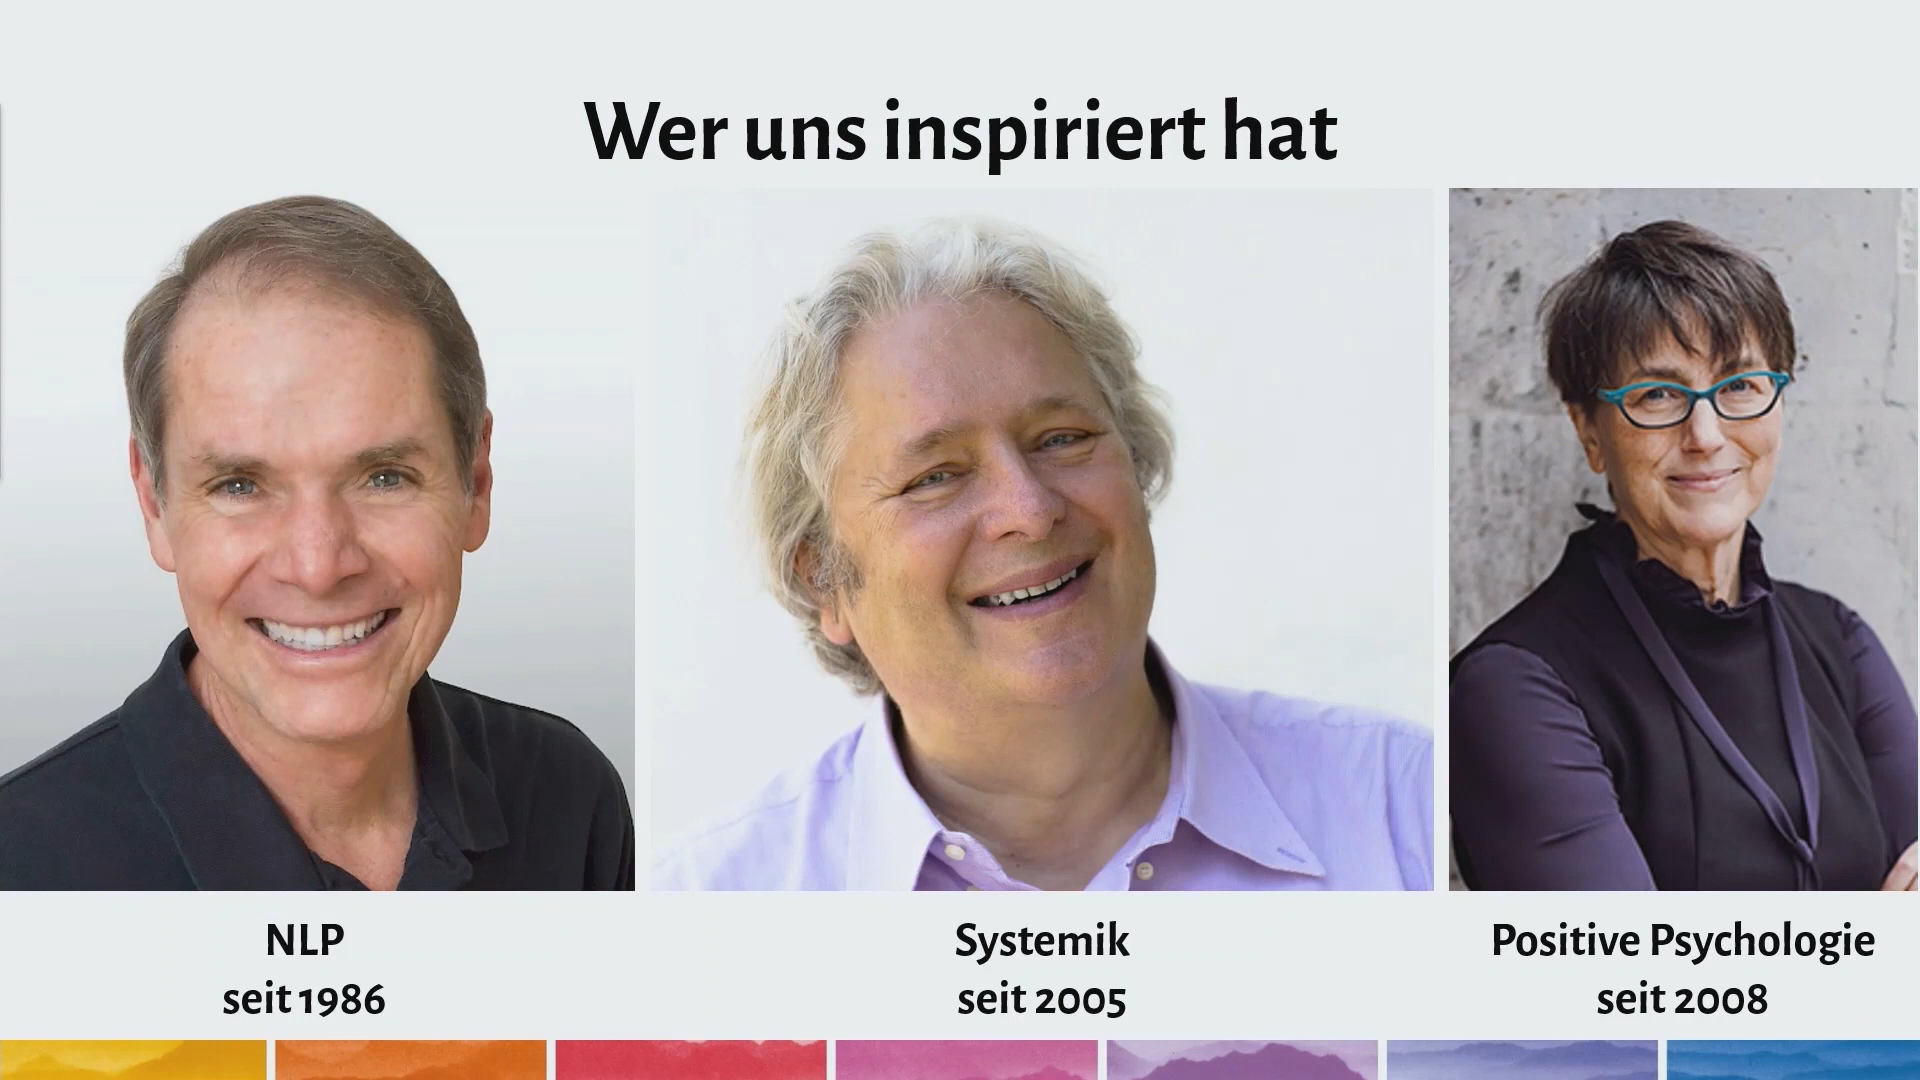 Wer uns inspiriert hat
NLP
seit 1986
Systemik
seit 2005
Positive Psychologie
seit 2008